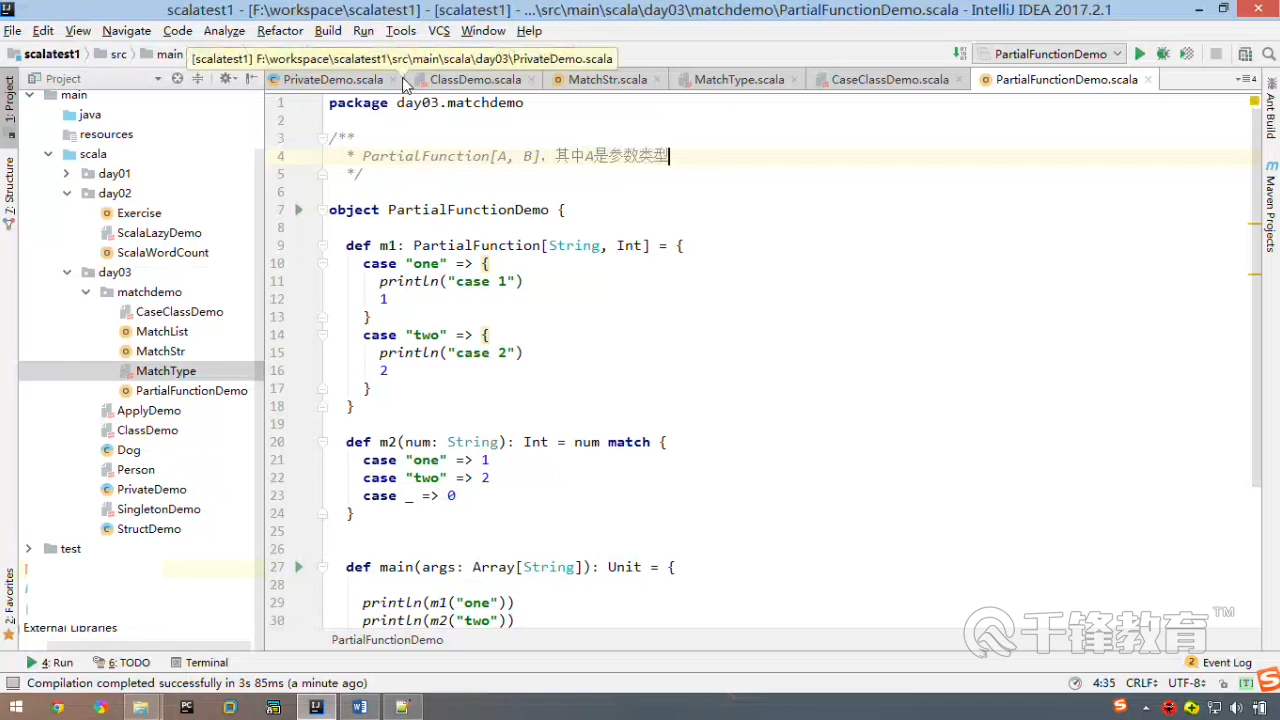 scalatest1 - [F:\workspace\scalatest1] - [scalatest1] - ...\src\main\scala\day03\matchdemo\PartialFunctionDemo.scala - IntelliJ IDEA 2017.2.1
File Edit View Navigate Code Analyze Refactor Build Run Tools VCS Window Help
scalatest1 src main
[scalatest1] F:\workspace\scalatest1\src\main\scala\day03\PrivateDemo.scala
PartialFunctionDemo
Project
PrivateDemo.scala ClassDemo.scala MatchStr.scala MatchType.scala CaseClassDemo.scala PartialFunctionDemo.scala
1: Project
7: Structure
2: Favorites
main
java
resources
scala
day01
day02
Exercise
ScalaLazyDemo
ScalaWordCount
day03
matchdemo
CaseClassDemo
MatchList
MatchStr
MatchType
PartialFunctionDemo
ApplyDemo
ClassDemo
Dog
Person
PrivateDemo
SingletonDemo
StructDemo
test
External Libraries
1 package day03.matchdemo
2
3 /**
4 * PartialFunction[A, B]，其中A是参数类型
5 */
6
7 object PartialFunctionDemo {
8
9 def m1: PartialFunction[String, Int] = {
10 case "one" => {
11 println("case 1")
12 1
13 }
14 case "two" => {
15 println("case 2")
16 2
17 }
18 }
19
20 def m2(num: String): Int = num match {
21 case "one" => 1
22 case "two" => 2
23 case _ => 0
24 }
25
26
27 def main(args: Array[String]): Unit = {
28
29 println(m1("one"))
30 println(m2("two"))
PartialFunctionDemo
Ant Build
Maven Projects
千锋教育™
4: Run 6: TODO Terminal
2 Event Log
Compilation completed successfully in 3s 85ms (a minute ago)
4:35 CRLF UTF-8 [T]